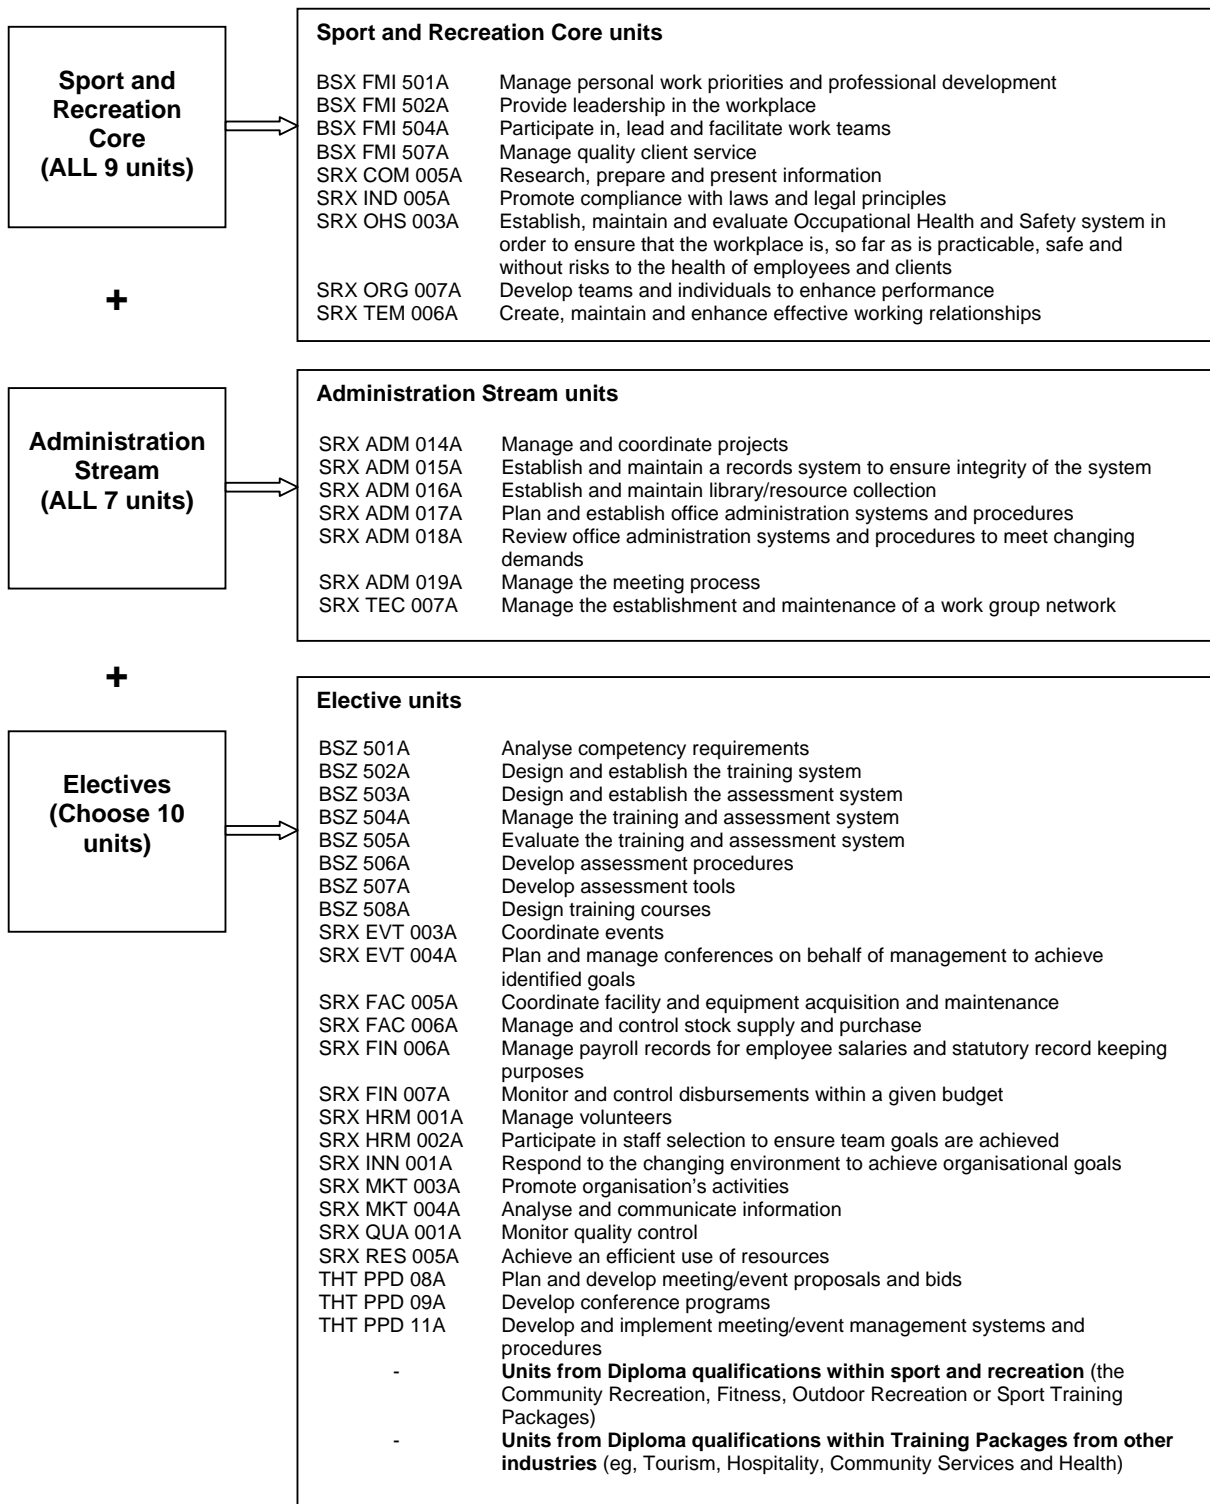 Sport and
Recreation
Core
(ALL 9 units)
Sport and Recreation Core units
BSX FMI 501A Manage personal work priorities and professional development
BSX FMI 502A Provide leadership in the workplace
BSX FMI 504A Participate in, lead and facilitate work teams
BSX FMI 507A Manage quality client service
SRX COM 005A Research, prepare and present information
SRX IND 005A Promote compliance with laws and legal principles
SRX OHS 003A Establish, maintain and evaluate Occupational Health and Safety system in
order to ensure that the workplace is, so far as is practicable, safe and
without risks to the health of employees and clients
SRX ORG 007A Develop teams and individuals to enhance performance
SRX TEM 006A Create, maintain and enhance effective working relationships
+
Administration
Stream
(ALL 7 units)
Administration Stream units
SRX ADM 014A Manage and coordinate projects
SRX ADM 015A Establish and maintain a records system to ensure integrity of the system
SRX ADM 016A Establish and maintain library/resource collection
SRX ADM 017A Plan and establish office administration systems and procedures
SRX ADM 018A Review office administration systems and procedures to meet changing
demands
SRX ADM 019A Manage the meeting process
SRX TEC 007A Manage the establishment and maintenance of a work group network
+
Electives
(Choose 10
units)
Elective units
BSZ 501A Analyse competency requirements
BSZ 502A Design and establish the training system
BSZ 503A Design and establish the assessment system
BSZ 504A Manage the training and assessment system
BSZ 505A Evaluate the training and assessment system
BSZ 506A Develop assessment procedures
BSZ 507A Develop assessment tools
BSZ 508A Design training courses
SRX EVT 003A Coordinate events
SRX EVT 004A Plan and manage conferences on behalf of management to achieve
identified goals
SRX FAC 005A Coordinate facility and equipment acquisition and maintenance
SRX FAC 006A Manage and control stock supply and purchase
SRX FIN 006A Manage payroll records for employee salaries and statutory record keeping
purposes
SRX FIN 007A Monitor and control disbursements within a given budget
SRX HRM 001A Manage volunteers
SRX HRM 002A Participate in staff selection to ensure team goals are achieved
SRX INN 001A Respond to the changing environment to achieve organisational goals
SRX MKT 003A Promote organisation's activities
SRX MKT 004A Analyse and communicate information
SRX QUA 001A Monitor quality control
SRX RES 005A Achieve an efficient use of resources
THT PPD 08A Plan and develop meeting/event proposals and bids
THT PPD 09A Develop conference programs
THT PPD 11A Develop and implement meeting/event management systems and
procedures
- Units from Diploma qualifications within sport and recreation (the
Community Recreation, Fitness, Outdoor Recreation or Sport Training
Packages)
- Units from Diploma qualifications within Training Packages from other
industries (eg, Tourism, Hospitality, Community Services and Health)